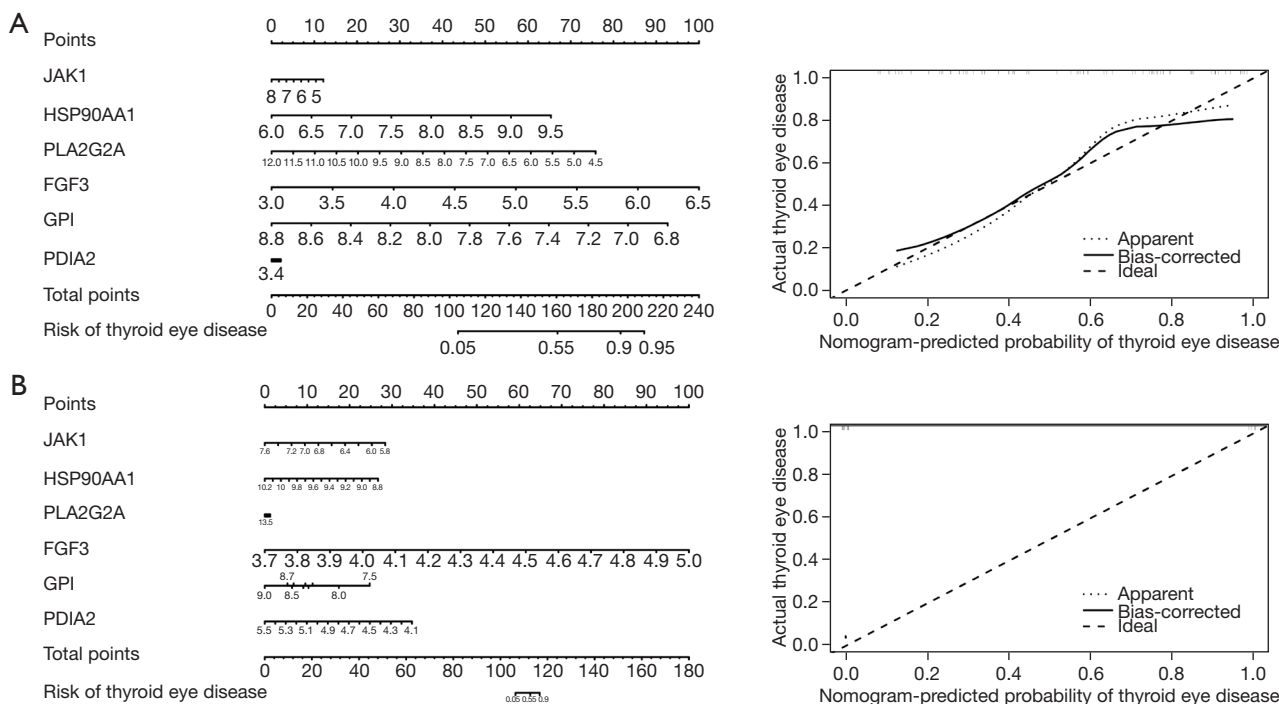 A
Points
0 10 20 30 40 50 60 70 80 90 100
JAK1
8 7 6 5
HSP90AA1
6.0 6.5 7.0 7.5 8.0 8.5 9.0 9.5
PLA2G2A
12.0 11.5 11.0 10.5 10.0 9.5 9.0 8.5 8.0 7.5 7.0 6.5 6.0 5.5 5.0 4.5
FGF3
3.0 3.5 4.0 4.5 5.0 5.5 6.0 6.5
GPI
8.8 8.6 8.4 8.2 8.0 7.8 7.6 7.4 7.2 7.0 6.8
PDIA2
3.4
Total points
0 20 40 60 80 100 120 140 160 180 200 220 240
Risk of thyroid eye disease
0.05 0.55 0.9 0.95
Actual thyroid eye disease
1.0
0.8
0.6
0.4
0.2
0.0
Apparent
Bias-corrected
Ideal
0.0 0.2 0.4 0.6 0.8 1.0
Nomogram-predicted probability of thyroid eye disease
B
Points
0 10 20 30 40 50 60 70 80 90 100
JAK1
7.6 7.2 7.0 6.8 6.4 6.0 5.8
HSP90AA1
10.2 10 9.8 9.6 9.4 9.2 9.0 8.8
PLA2G2A
13.5
FGF3
3.7 3.8 3.9 4.0 4.1 4.2 4.3 4.4 4.5 4.6 4.7 4.8 4.9 5.0
GPI
8.7 7.5
9.0 8.5 8.0
PDIA2
5.5 5.3 5.1 4.9 4.7 4.5 4.3 4.1
Total points
0 20 40 60 80 100 120 140 160 180
Risk of thyroid eye disease
0.05 0.55 0.9
Actual thyroid eye disease
1.0
0.8
0.6
0.4
0.2
0.0
Apparent
Bias-corrected
Ideal
0.0 0.2 0.4 0.6 0.8 1.0
Nomogram-predicted probability of thyroid eye disease